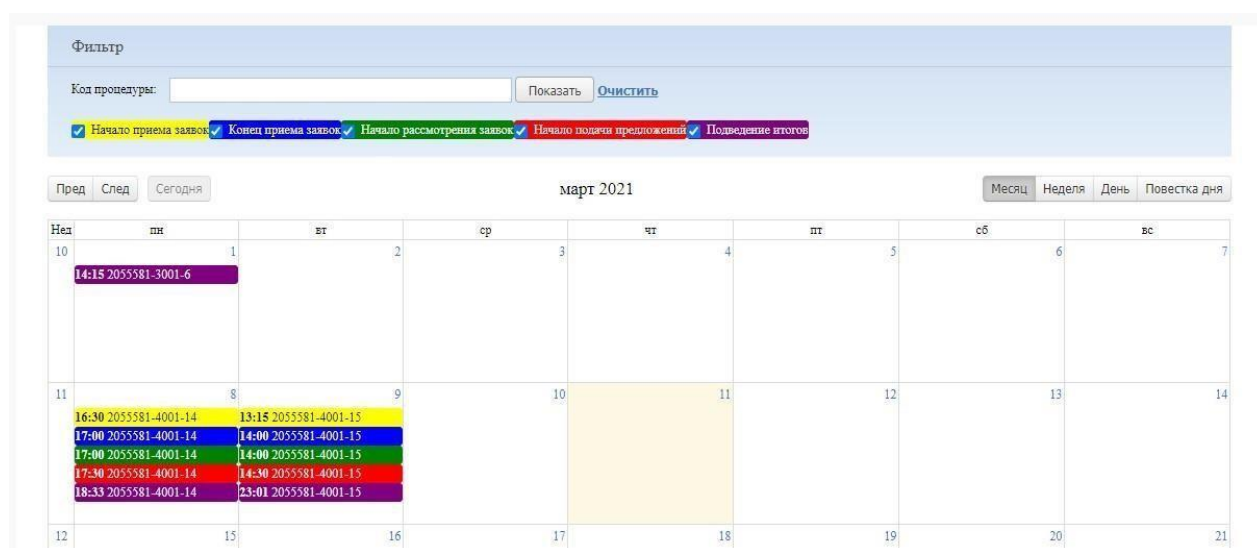 Фильтр
Код процедуры: Показать Очистить
Начало приема заявок Конец приема заявок Начало рассмотрения заявок Начало подачи предложений Подведение итогов
Пред След Сегодня март 2021 Месяц Неделя День Повестка дня
Нед пн вт ср чт пт сб вс
10 1 2 3 4 5 6 7
14:15 2055581-3001-6
11 8 9 10 11 12 13 14
16:30 2055581-4001-14 13:15 2055581-4001-15
17:00 2055581-4001-14 14:00 2055581-4001-15
17:00 2055581-4001-14 14:00 2055581-4001-15
17:30 2055581-4001-14 14:30 2055581-4001-15
18:33 2055581-4001-14 23:01 2055581-4001-15
12 15 16 17 18 19 20 21